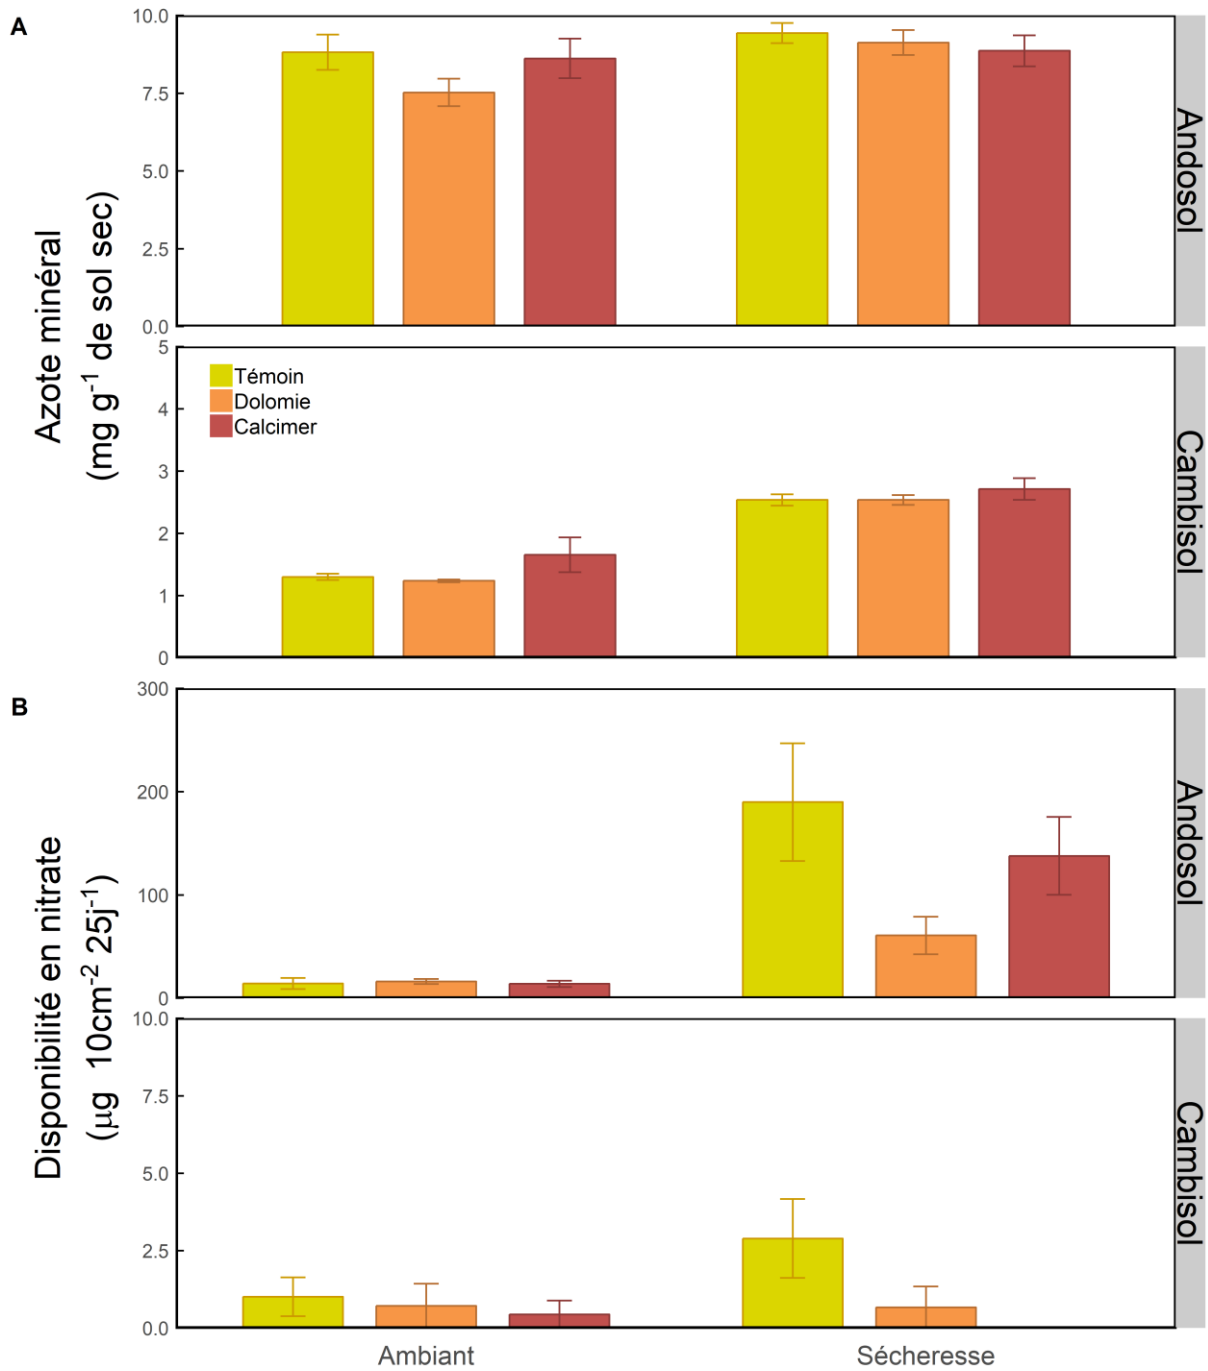 A
Azote minéral
(mg g⁻¹ de sol sec)
10.0
7.5
5.0
2.5
0.0
Andosol
5
4
3
2
1
0
Témoin
Dolomie
Calcimer
Cambisol
B
Disponibilité en nitrate
(µg 10cm⁻² 25j⁻¹)
300
200
100
0
Andosol
10.0
7.5
5.0
2.5
0.0
Cambisol
Ambiant
Sécheresse